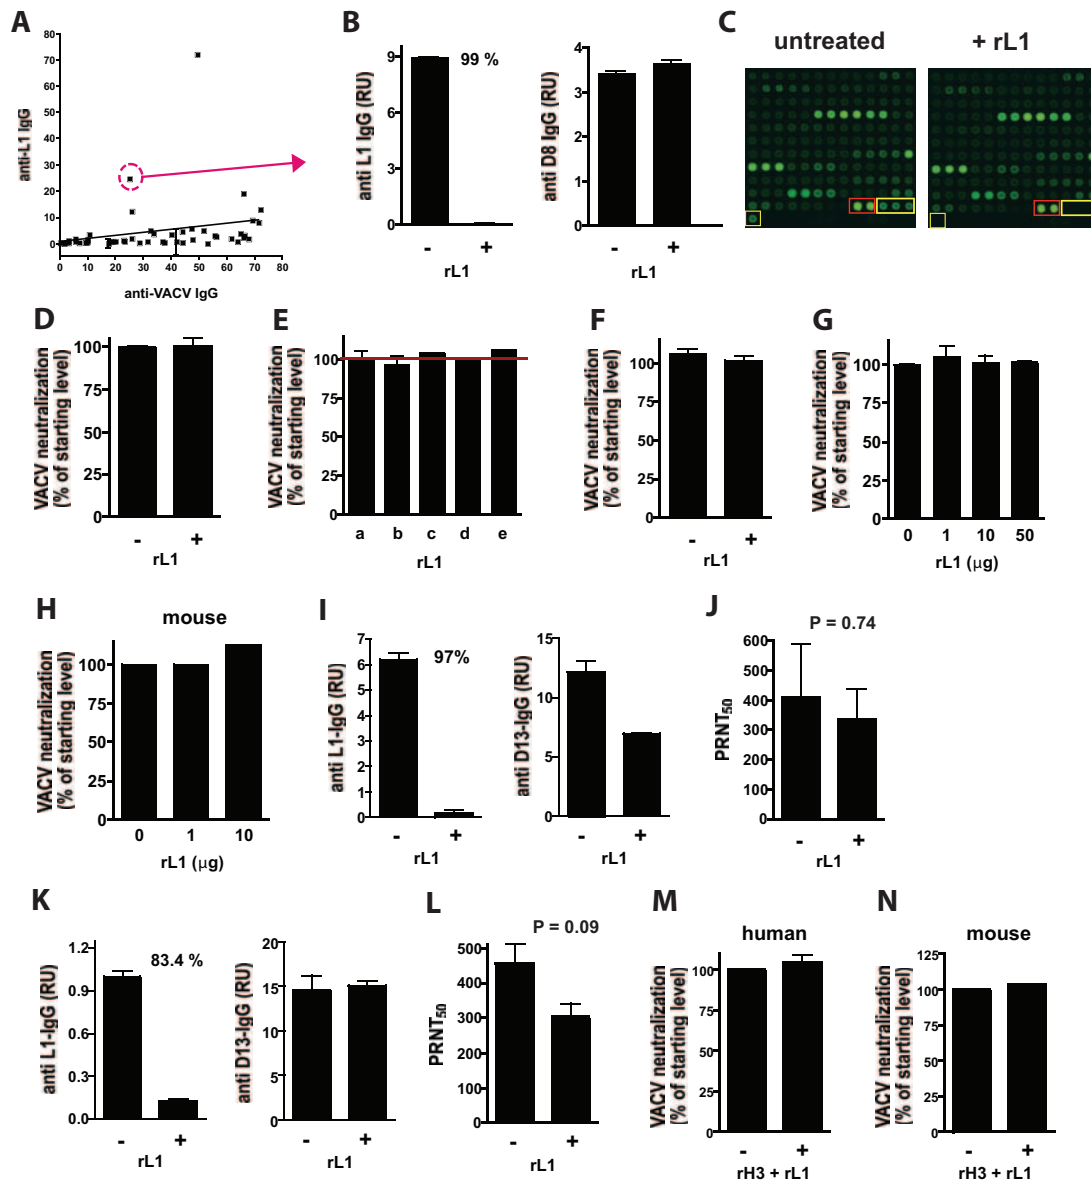 A
80
70
60
50
40
30
20
10
0
anti-L1 IgG
0 10 20 30 40 50 60 70 80
anti-VACV IgG
B
9
6
3
0
anti L1 IgG (RU)
99 %
- +
rL1
4
3
2
1
0
anti D8 IgG (RU)
- +
rL1
C
untreated
+ rL1
D
100
75
50
25
0
VACV neutralization
(% of starting level)
- +
rL1
E
100
75
50
25
0
VACV neutralization
(% of starting level)
a b c d e
rL1
F
100
75
50
25
0
VACV neutralization
(% of starting level)
- +
rL1
G
100
75
50
25
0
VACV neutralization
(% of starting level)
0 1 10 50
rL1 (μg)
H
mouse
100
75
50
25
0
VACV neutralization
(% of starting level)
0 1 10
rL1 (μg)
I
7
6
5
4
3
2
1
0
anti L1-IgG (RU)
97%
- +
rL1
15
10
5
0
anti D13-IgG (RU)
- +
rL1
J
P = 0.74
600
500
400
300
200
100
0
PRNT50
- +
rL1
K
1.2
0.9
0.6
0.3
0.0
anti L1-IgG (RU)
83.4 %
- +
rL1
20
15
10
5
0
anti D13-IgG (RU)
- +
rL1
L
P = 0.09
500
400
300
200
100
0
PRNT50
- +
rL1
M
human
100
75
50
25
0
VACV neutralization
(% of starting level)
- +
rH3 + rL1
N
mouse
125
100
75
50
25
0
VACV neutralization
(% of starting level)
- +
rH3 + rL1